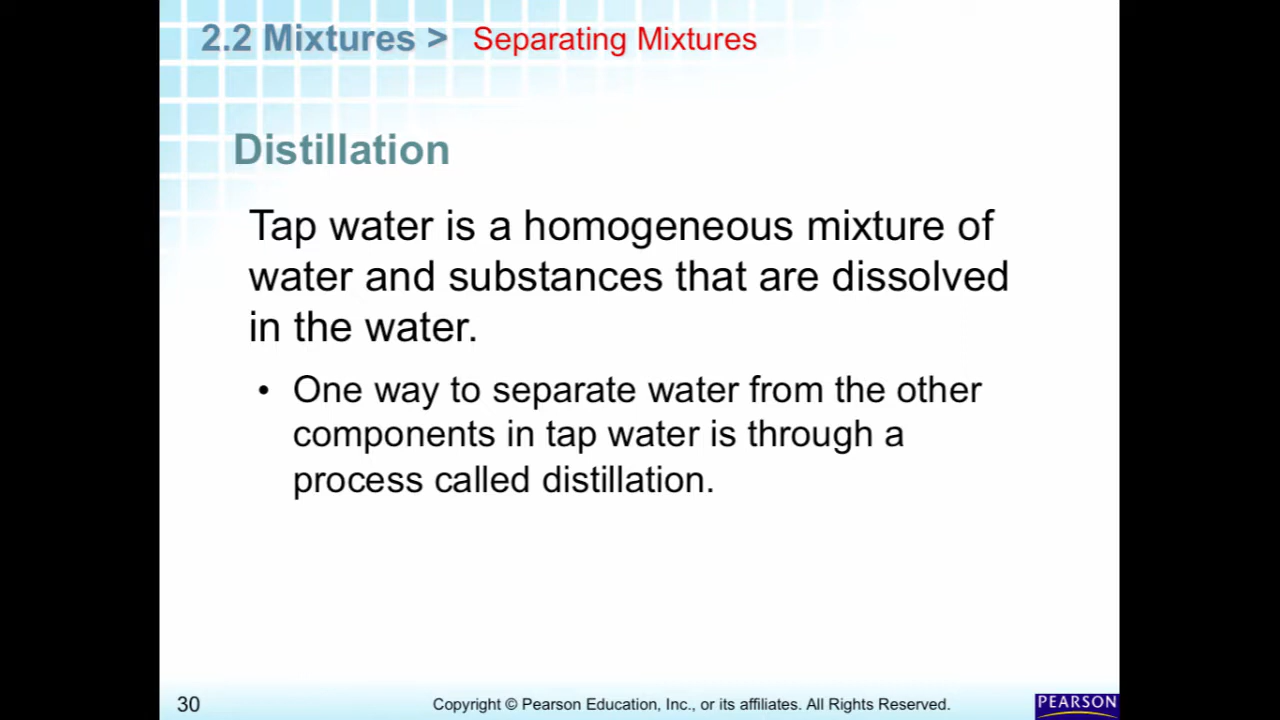 2.2 Mixtures > Separating Mixtures
Distillation
Tap water is a homogeneous mixture of
water and substances that are dissolved
in the water.
• One way to separate water from the other
components in tap water is through a
process called distillation.
30 Copyright © Pearson Education, Inc., or its affiliates. All Rights Reserved. PEARSON